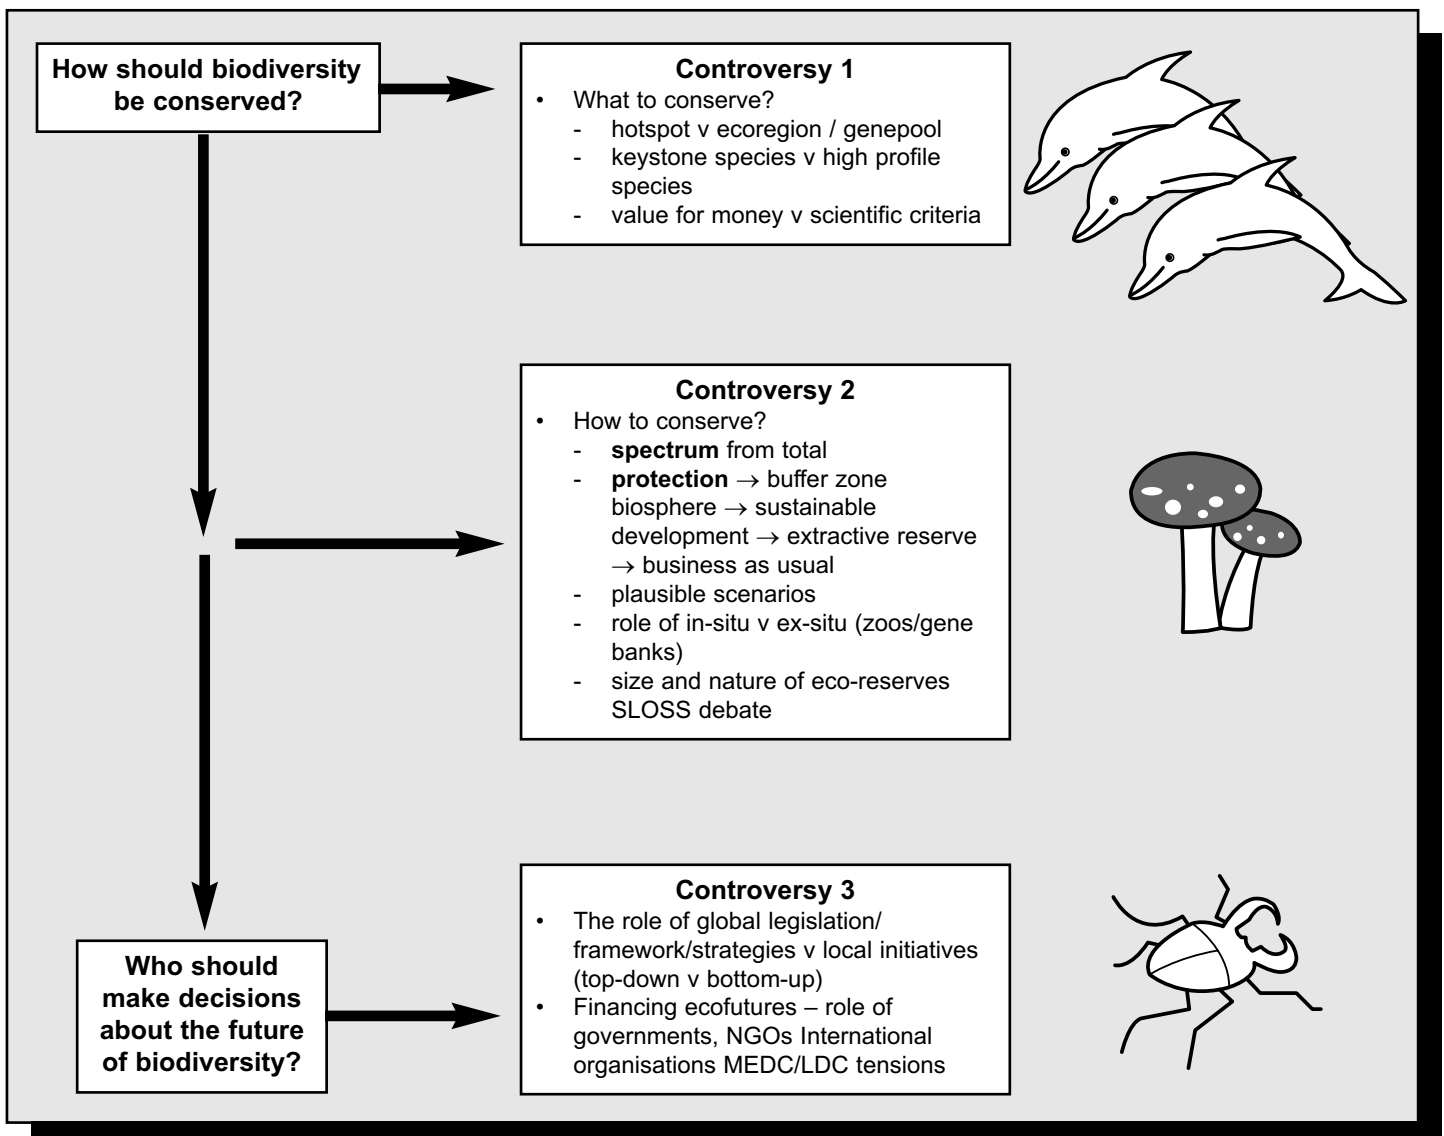 How should biodiversity
be conserved?
Controversy 1
• What to conserve?
- hotspot v ecoregion / genepool
- keystone species v high profile
species
- value for money v scientific criteria
Controversy 2
• How to conserve?
- spectrum from total
- protection → buffer zone
biosphere → sustainable
development → extractive reserve
→ business as usual
- plausible scenarios
- role of in-situ v ex-situ (zoos/gene
banks)
- size and nature of eco-reserves
SLOSS debate
Who should
make decisions
about the future
of biodiversity?
Controversy 3
• The role of global legislation/
framework/strategies v local initiatives
(top-down v bottom-up)
• Financing ecofutures – role of
governments, NGOs International
organisations MEDC/LDC tensions